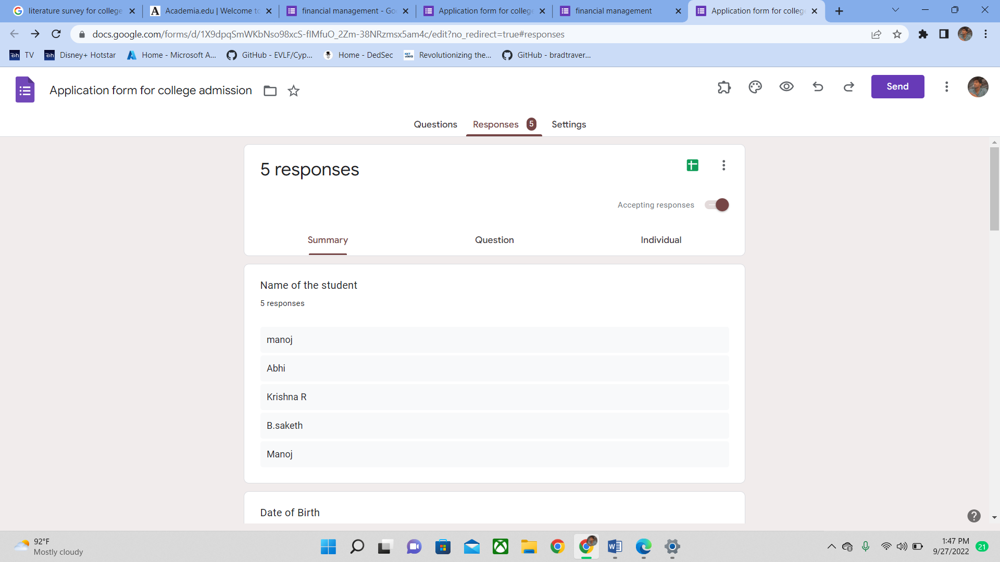 literature survey for college
Academia.edu | Welcome to
financial management - Go
Application form for college
financial management
Application form for colleg
docs.google.com/forms/d/1X9dpqSmWKbNso98xcS-fIMfuO_2Zm-38NRzmsx5am4c/edit?no_redirect=true#responses
TV
Disney+ Hotstar
Home - Microsoft A...
GitHub - EVLF/Cyp...
Home - DedSec
Revolutionizing the...
GitHub - bradtraver...
Application form for college admission
Send
Questions
Responses 5
Settings
5 responses
Accepting responses
Summary
Question
Individual
Name of the student
5 responses
manoj
Abhi
Krishna R
B.saketh
Manoj
Date of Birth
92°F
Mostly cloudy
1:47 PM
9/27/2022
21